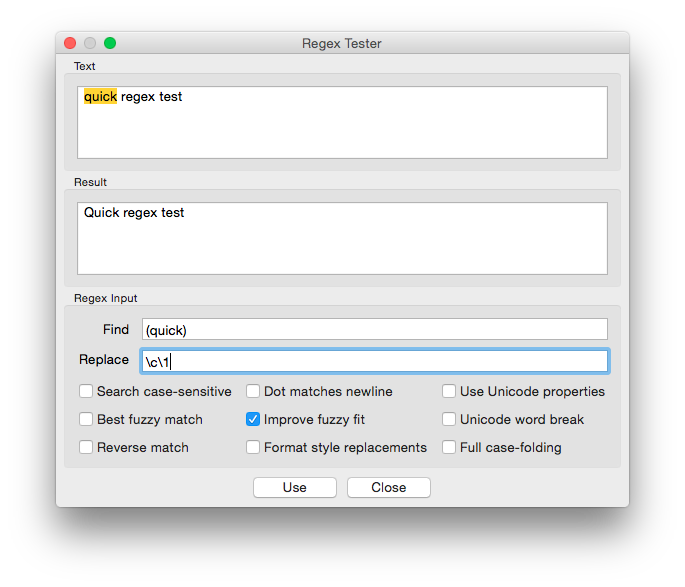 Regex Tester
Text
quick regex test
Result
Quick regex test
Regex Input
Find (quick)
Replace \c\1
Search case-sensitive Dot matches newline Use Unicode properties
Best fuzzy match Improve fuzzy fit Unicode word break
Reverse match Format style replacements Full case-folding
Use Close